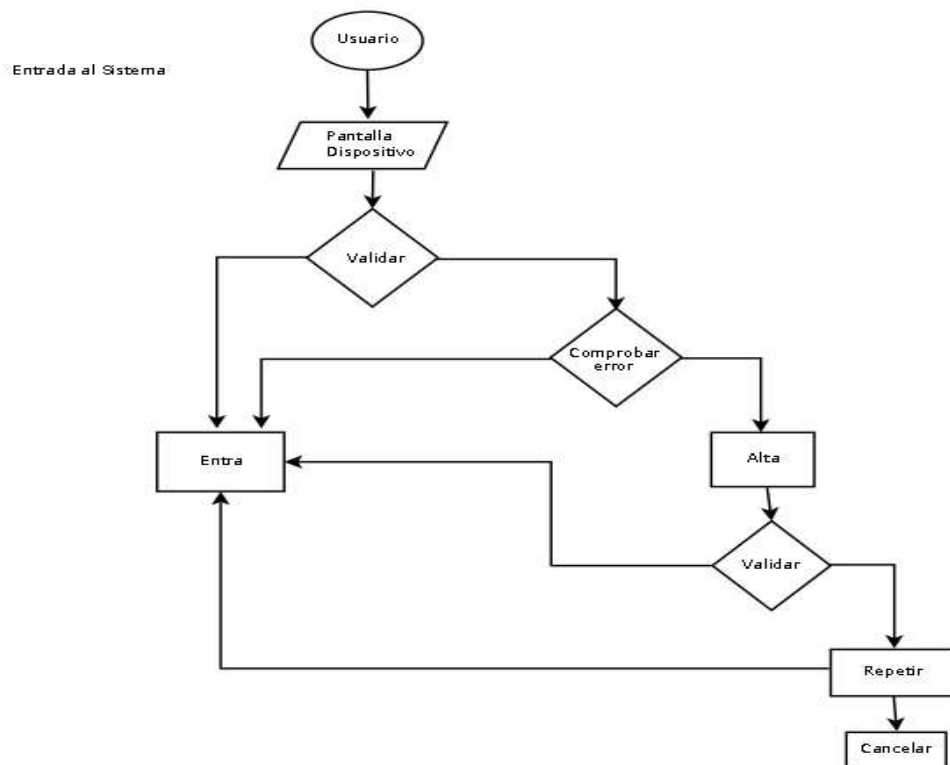 Usuario
Entrada al Sistema
Pantalla
Dispositivo
Validar
Comprobar
error
Entra
Alta
Validar
Repetir
Cancelar